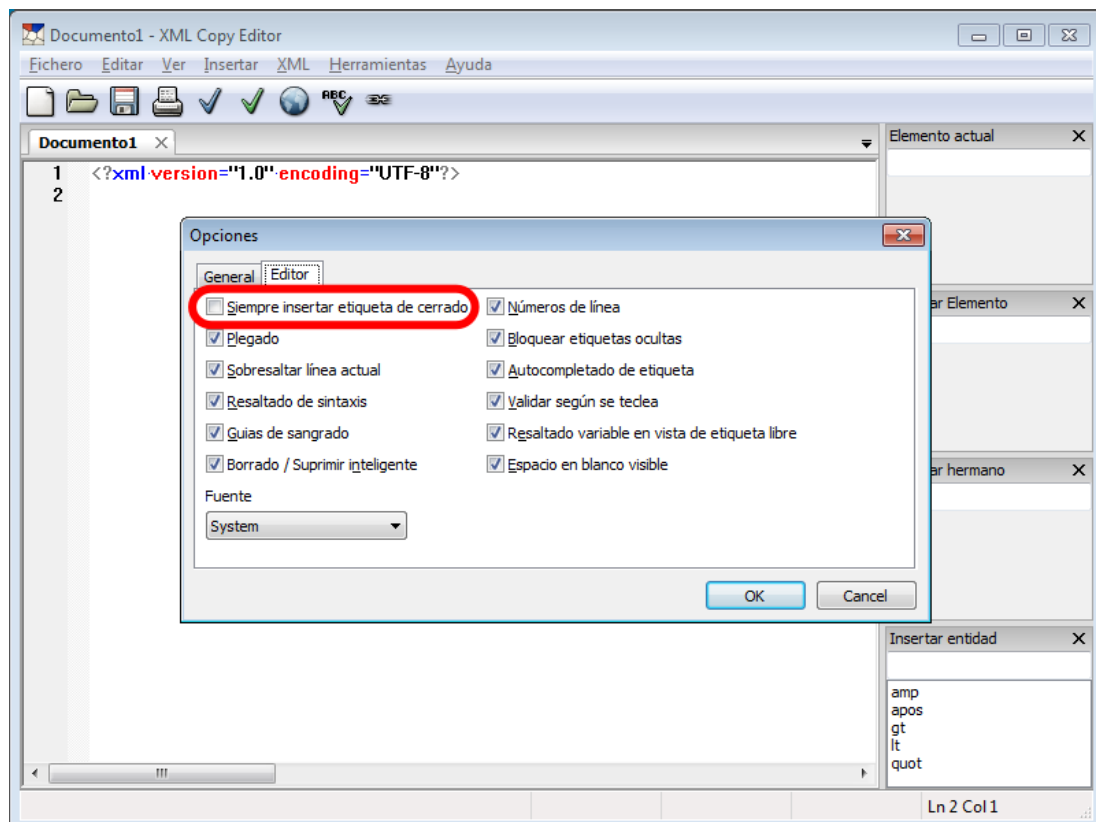 Documento1 - XML Copy Editor
Fichero Editar Ver Insertar XML Herramientas Ayuda
ABC
Documento1
1 <?xml·version="1.0"·encoding="UTF-8"?>
2
Elemento actual
Opciones
General Editor
Siempre insertar etiqueta de cerrado
Números de línea
Plegado
Bloquear etiquetas ocultas
Sobresaltar línea actual
Autocompletado de etiqueta
Resaltado de sintaxis
Validar según se teclea
Guias de sangrado
Resaltado variable en vista de etiqueta libre
Borrado / Suprimir inteligente
Espacio en blanco visible
Fuente
System
OK Cancel
ar Elemento
ar hermano
Insertar entidad
amp
apos
gt
lt
quot
Ln 2 Col 1